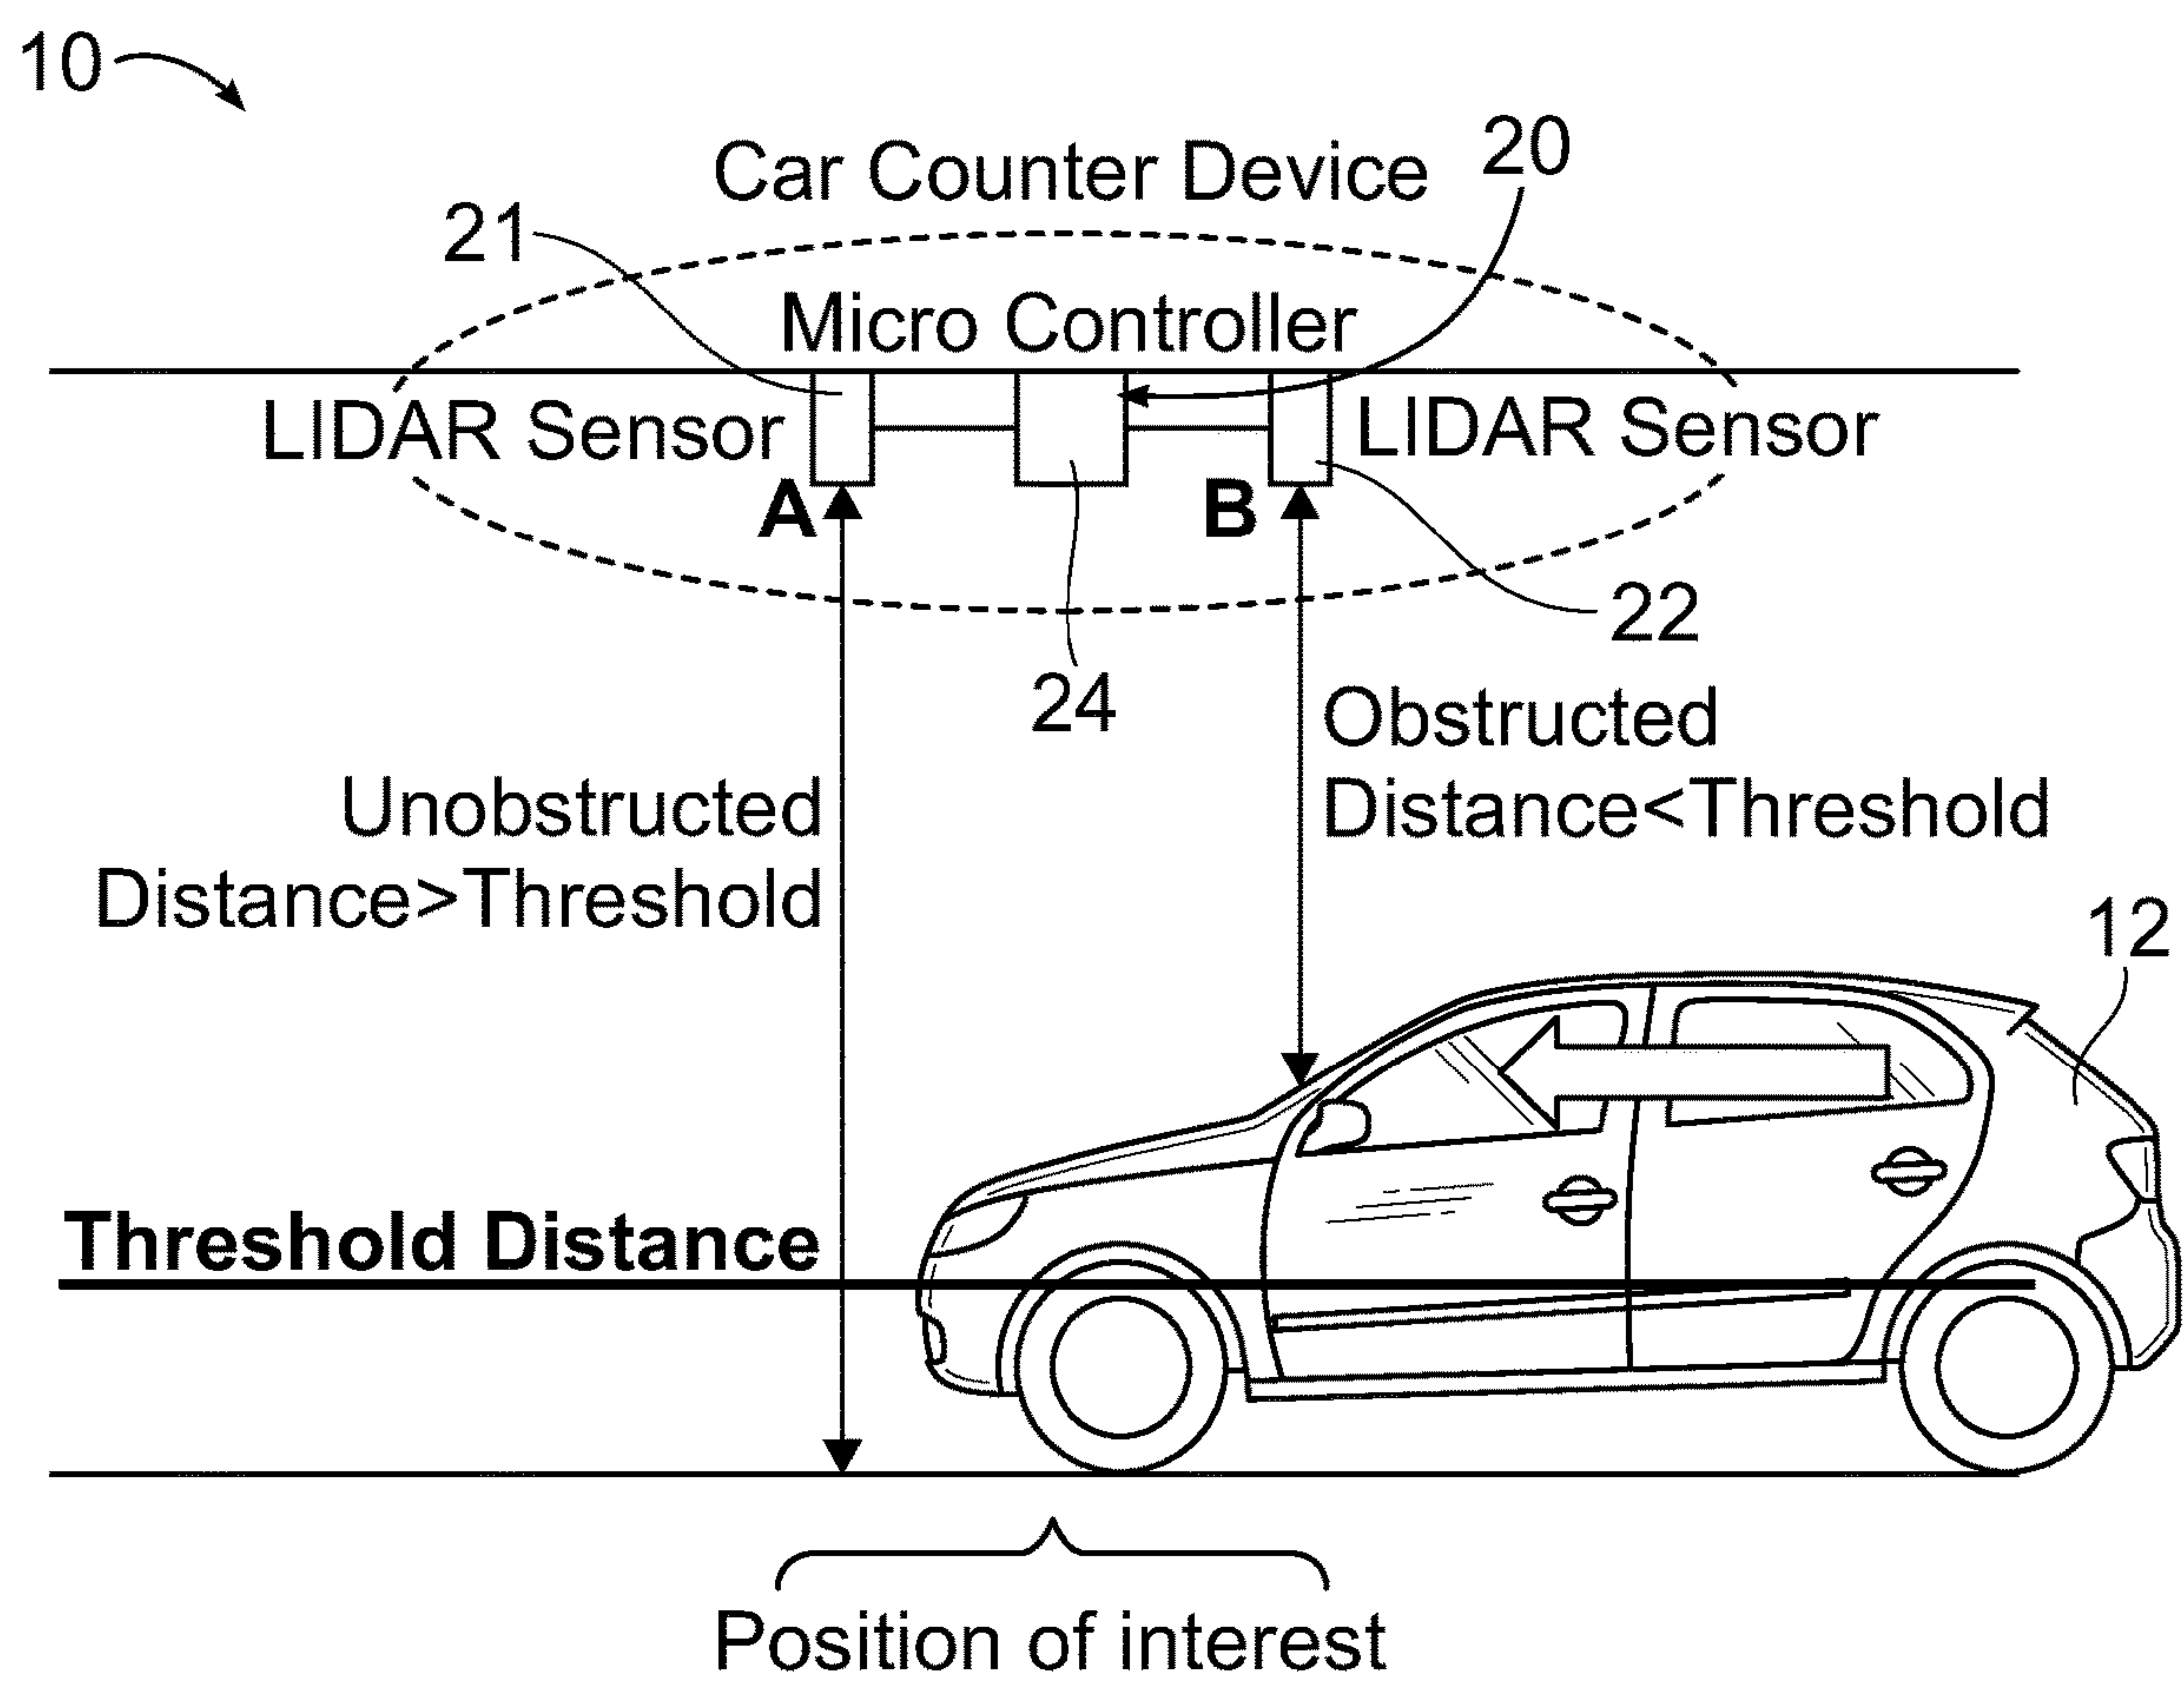 10
Car Counter Device
20
21
Micro Controller
LIDAR Sensor
LIDAR Sensor
A
B
22
24
Obstructed
Distance<Threshold
Unobstructed
Distance>Threshold
12
Threshold Distance
Position of interest